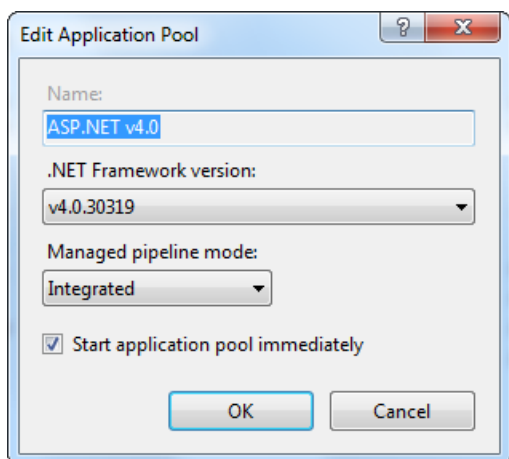 Edit Application Pool
Name:
ASP.NET v4.0
.NET Framework version:
v4.0.30319
Managed pipeline mode:
Integrated
Start application pool immediately
OK Cancel